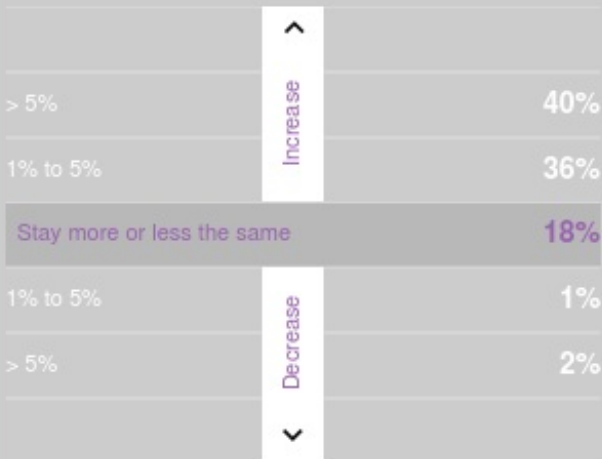 > 5% 40%
Increase
1% to 5% 36%
Stay more or less the same 18%
1% to 5% 1%
Decrease
> 5% 2%